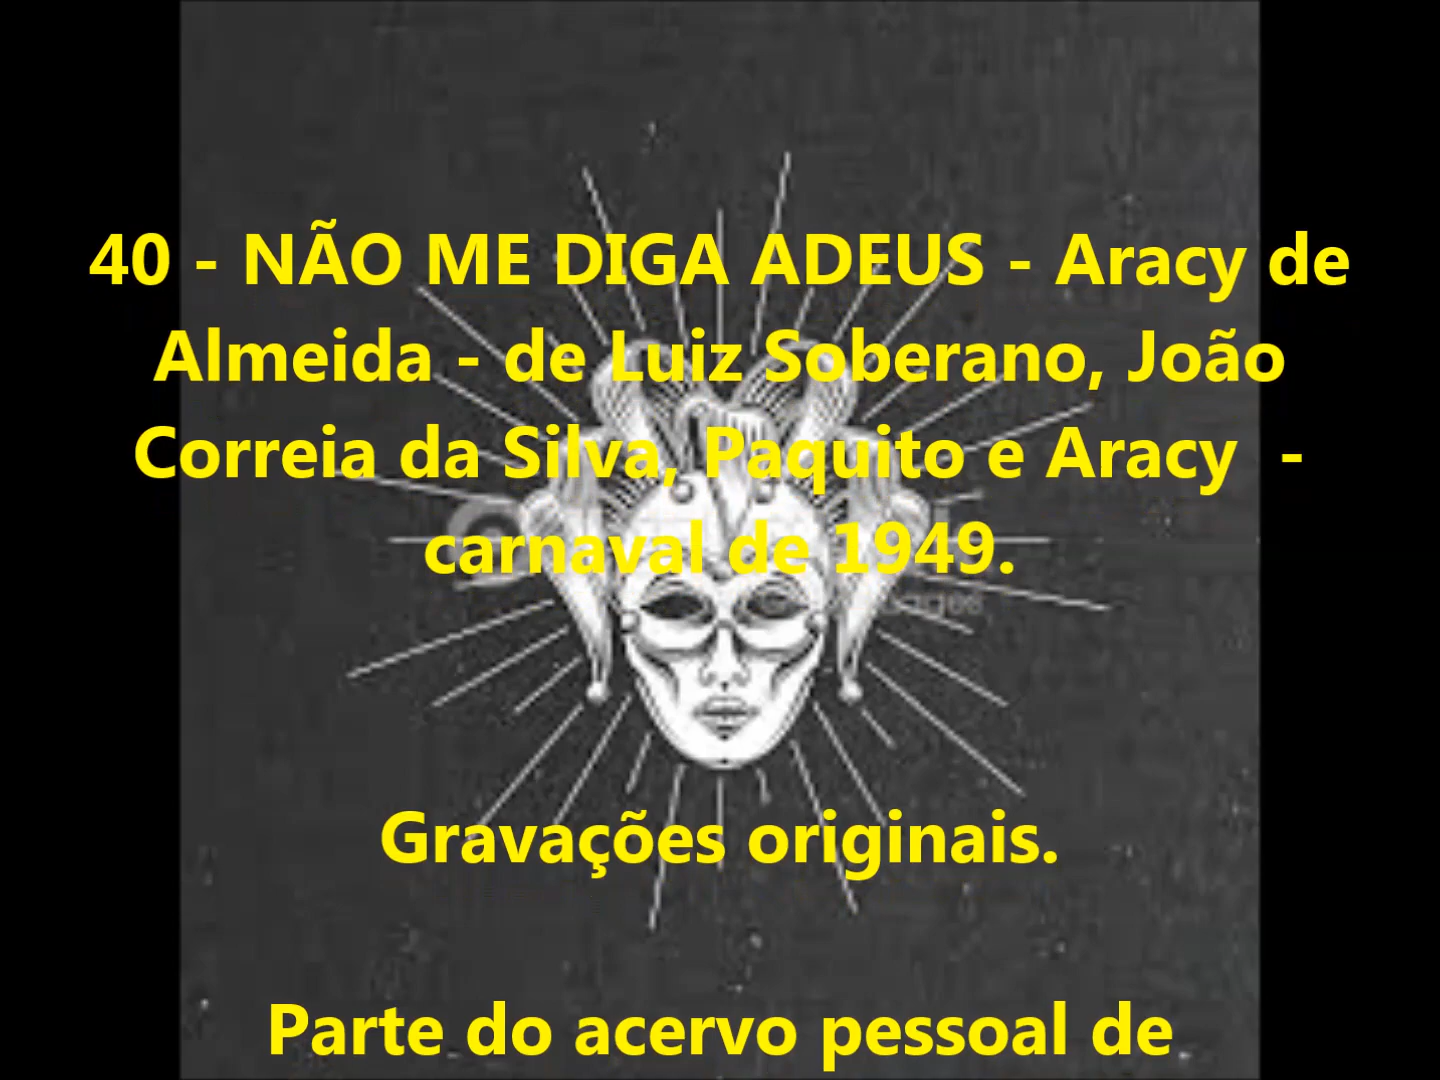 40 - NÃO ME DIGA ADEUS - Aracy de
Almeida - de Luiz Soberano, João
Correia da Silva, Paquito e Aracy  -
carnaval de 1949.
Gravações originais.
Parte do acervo pessoal de